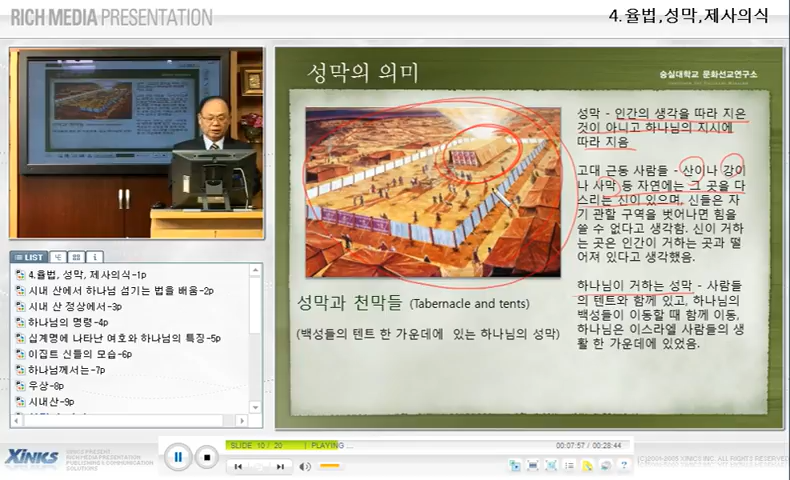 RICH MEDIA PRESENTATION
4.율법,성막,제사의식
성막의 의미
숭실대학교 문화선교연구소
성막 - 인간의 생각을 따라 지은
것이 아니고 하나님의 지시에
따라 지음
고대 근동 사람들 - 산이나 강이
나 사막 등 자연에는 그 곳을 다
스리는 신이 있으며, 신들은 자
기 관할 구역을 벗어나면 힘을
쓸 수 없다고 생각함. 신이 거하
는 곳은 인간이 거하는 곳과 떨
어져 있다고 생각했음.
하나님이 거하는 성막 - 사람들
의 텐트와 함께 있고, 하나님의
백성들이 이동할 때 함께 이동,
하나님은 이스라엘 사람들의 생
활 한 가운데에 있었음.
성막과 천막들 (Tabernacle and tents)
(백성들의 텐트 한 가운데에 있는 하나님의 성막)
LIST
4.율법, 성막, 제사의식-1p
시내 산에서 하나님 섬기는 법을 배움-2p
시내 산 정상에서-3p
하나님의 명령-4p
십계명에 나타난 여호와 하나님의 특징-5p
이집트 신들의 모습-6p
하나님께서는-7p
우상-8p
시내산-9p
XINICS
RICH MEDIA PRESENTATION
PUBLISHING COMMUNICATION
SOLUTIONS
SLIDE 10 / 20 | PLAYING ...
00:07:57 / 00:28:44